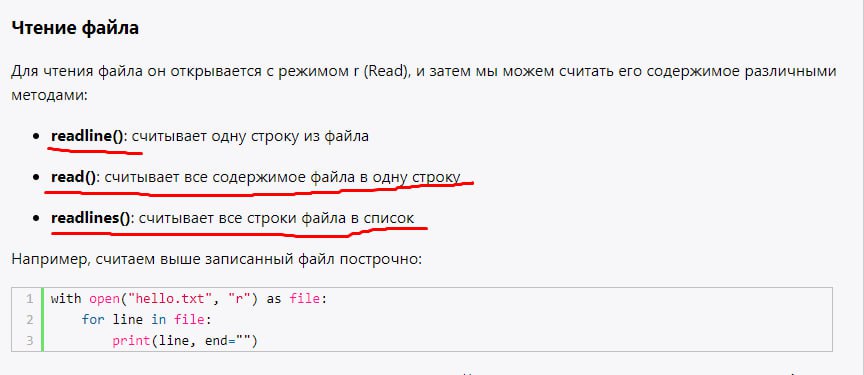 Чтение файла
Для чтения файла он открывается с режимом r (Read), и затем мы можем считать его содержимое различными
методами:
• readline(): считывает одну строку из файла
• read(): считывает все содержимое файла в одну строку
• readlines(): считывает все строки файла в список
Например, считаем выше записанный файл построчно:
1 with open("hello.txt", "r") as file:
2     for line in file:
3         print(line, end="")